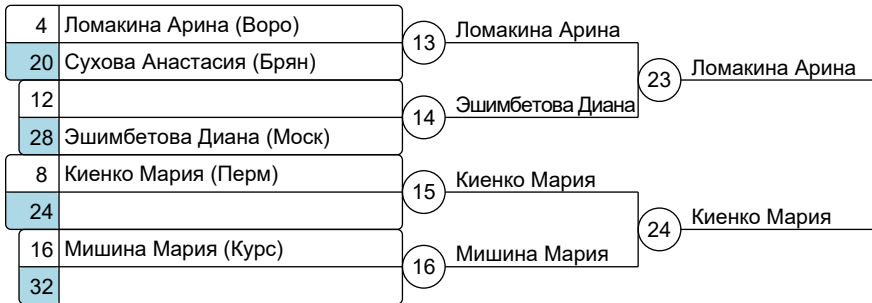 4 Ломакина Арина (Воро)
20 Сухова Анастасия (Брян)
13 Ломакина Арина
12
28 Эшимбетова Диана (Моск)
14 Эшимбетова Диана
23 Ломакина Арина
8 Киенко Мария (Перм)
24
15 Киенко Мария
16 Мишина Мария (Курс)
32
16 Мишина Мария
24 Киенко Мария